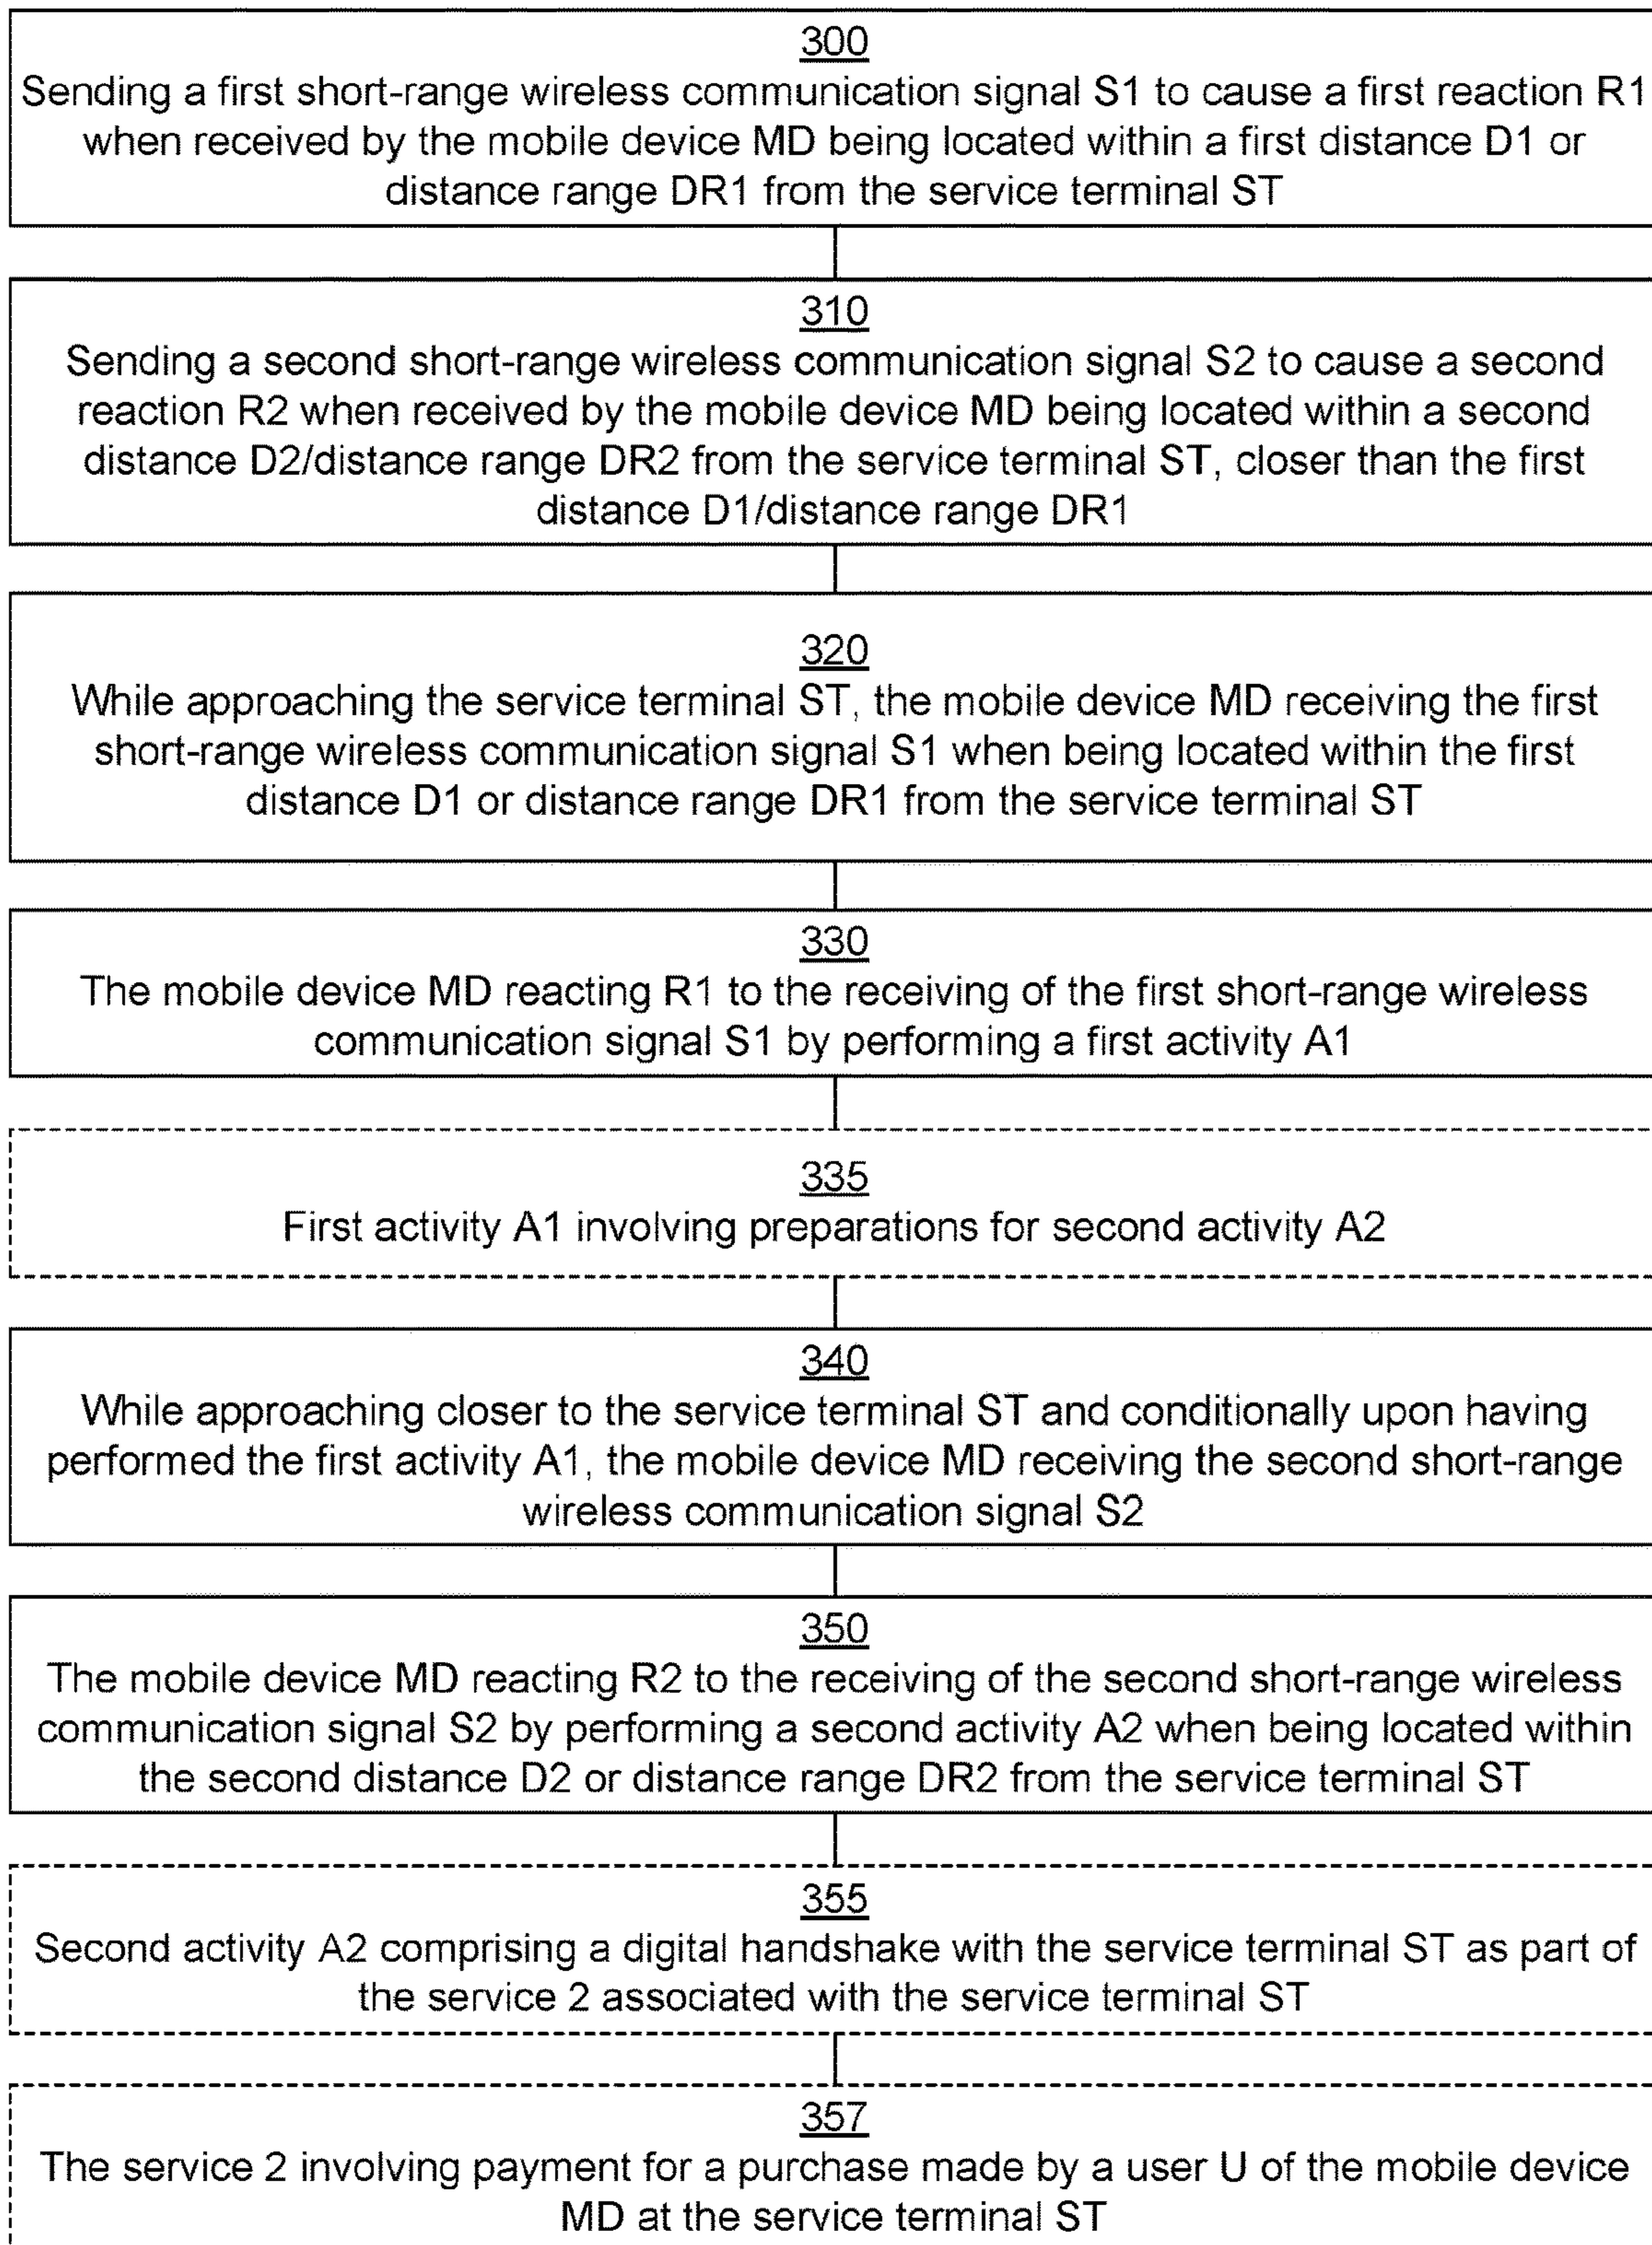 300
Sending a first short-range wireless communication signal S1 to cause a first reaction R1
when received by the mobile device MD being located within a first distance D1 or
distance range DR1 from the service terminal ST
310
Sending a second short-range wireless communication signal S2 to cause a second
reaction R2 when received by the mobile device MD being located within a second
distance D2/distance range DR2 from the service terminal ST, closer than the first
distance D1/distance range DR1
320
While approaching the service terminal ST, the mobile device MD receiving the first
short-range wireless communication signal S1 when being located within the first
distance D1 or distance range DR1 from the service terminal ST
330
The mobile device MD reacting R1 to the receiving of the first short-range wireless
communication signal S1 by performing a first activity A1
335
First activity A1 involving preparations for second activity A2
340
While approaching closer to the service terminal ST and conditionally upon having
performed the first activity A1, the mobile device MD receiving the second short-range
wireless communication signal S2
350
The mobile device MD reacting R2 to the receiving of the second short-range wireless
communication signal S2 by performing a second activity A2 when being located within
the second distance D2 or distance range DR2 from the service terminal ST
355
Second activity A2 comprising a digital handshake with the service terminal ST as part of
the service 2 associated with the service terminal ST
357
The service 2 involving payment for a purchase made by a user U of the mobile device
MD at the service terminal ST